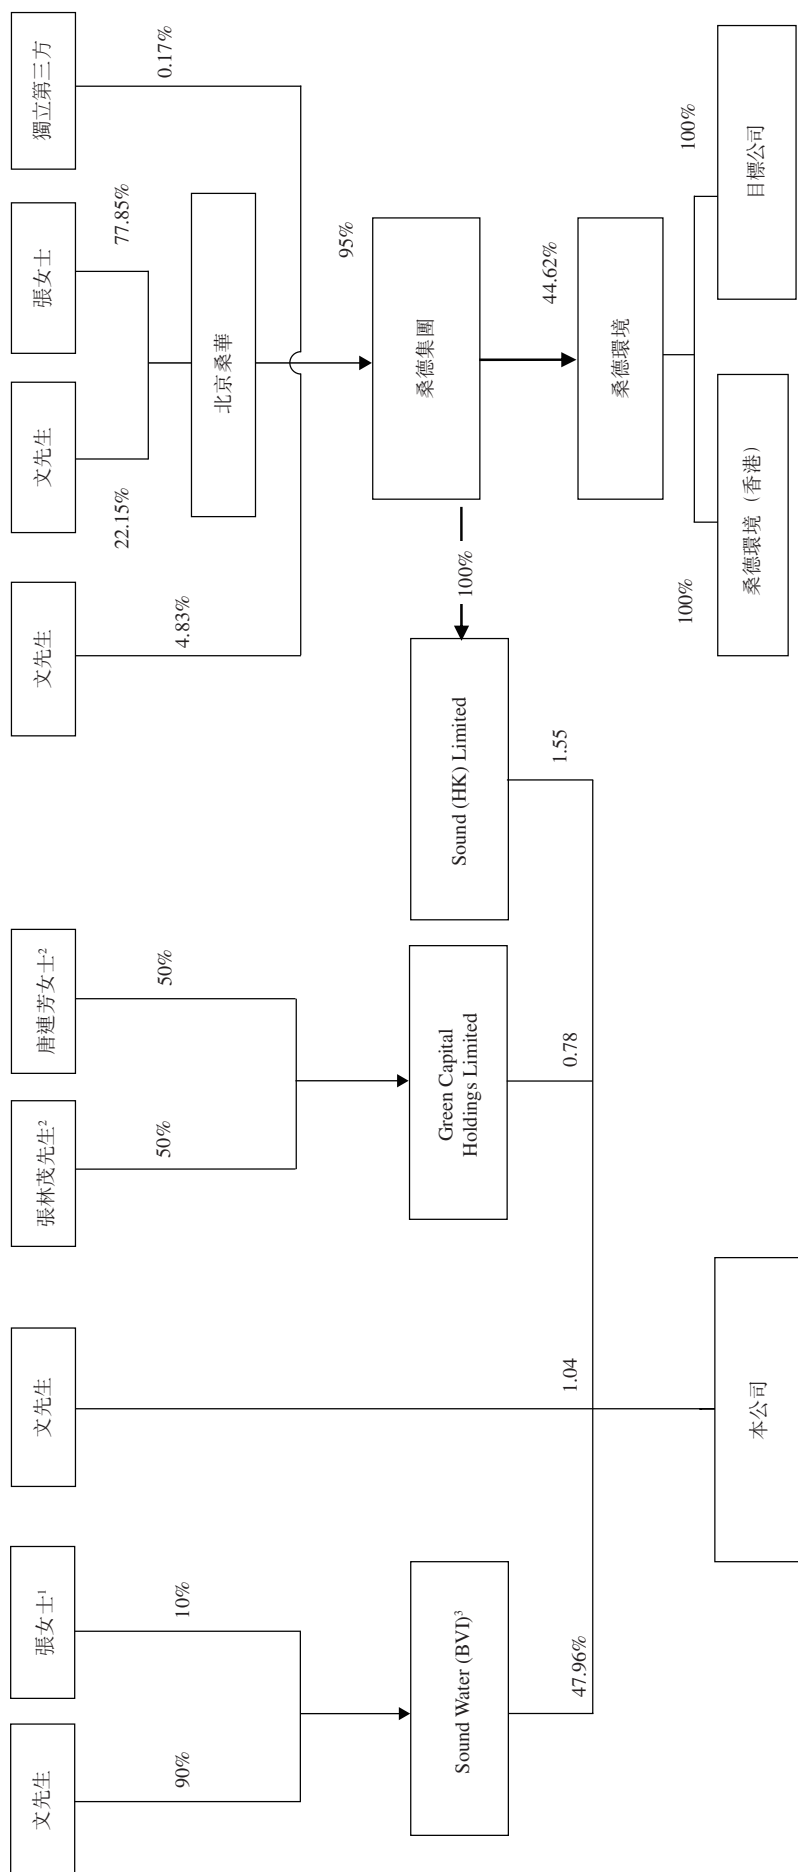 文先生
張女士¹
文先生
張林茂先生²
唐連芳女士²
文先生
文先生
張女士
獨立第三方
90%
10%
50%
50%
4.83%
22.15%
77.85%
0.17%
北京桑華
95%
Sound Water (BVI)³
Green Capital
Holdings Limited
Sound (HK) Limited
100%
桑德集團
47.96%
1.04
0.78
1.55
44.62%
桑德環境
100%
100%
本公司
桑德環境（香港）
目標公司